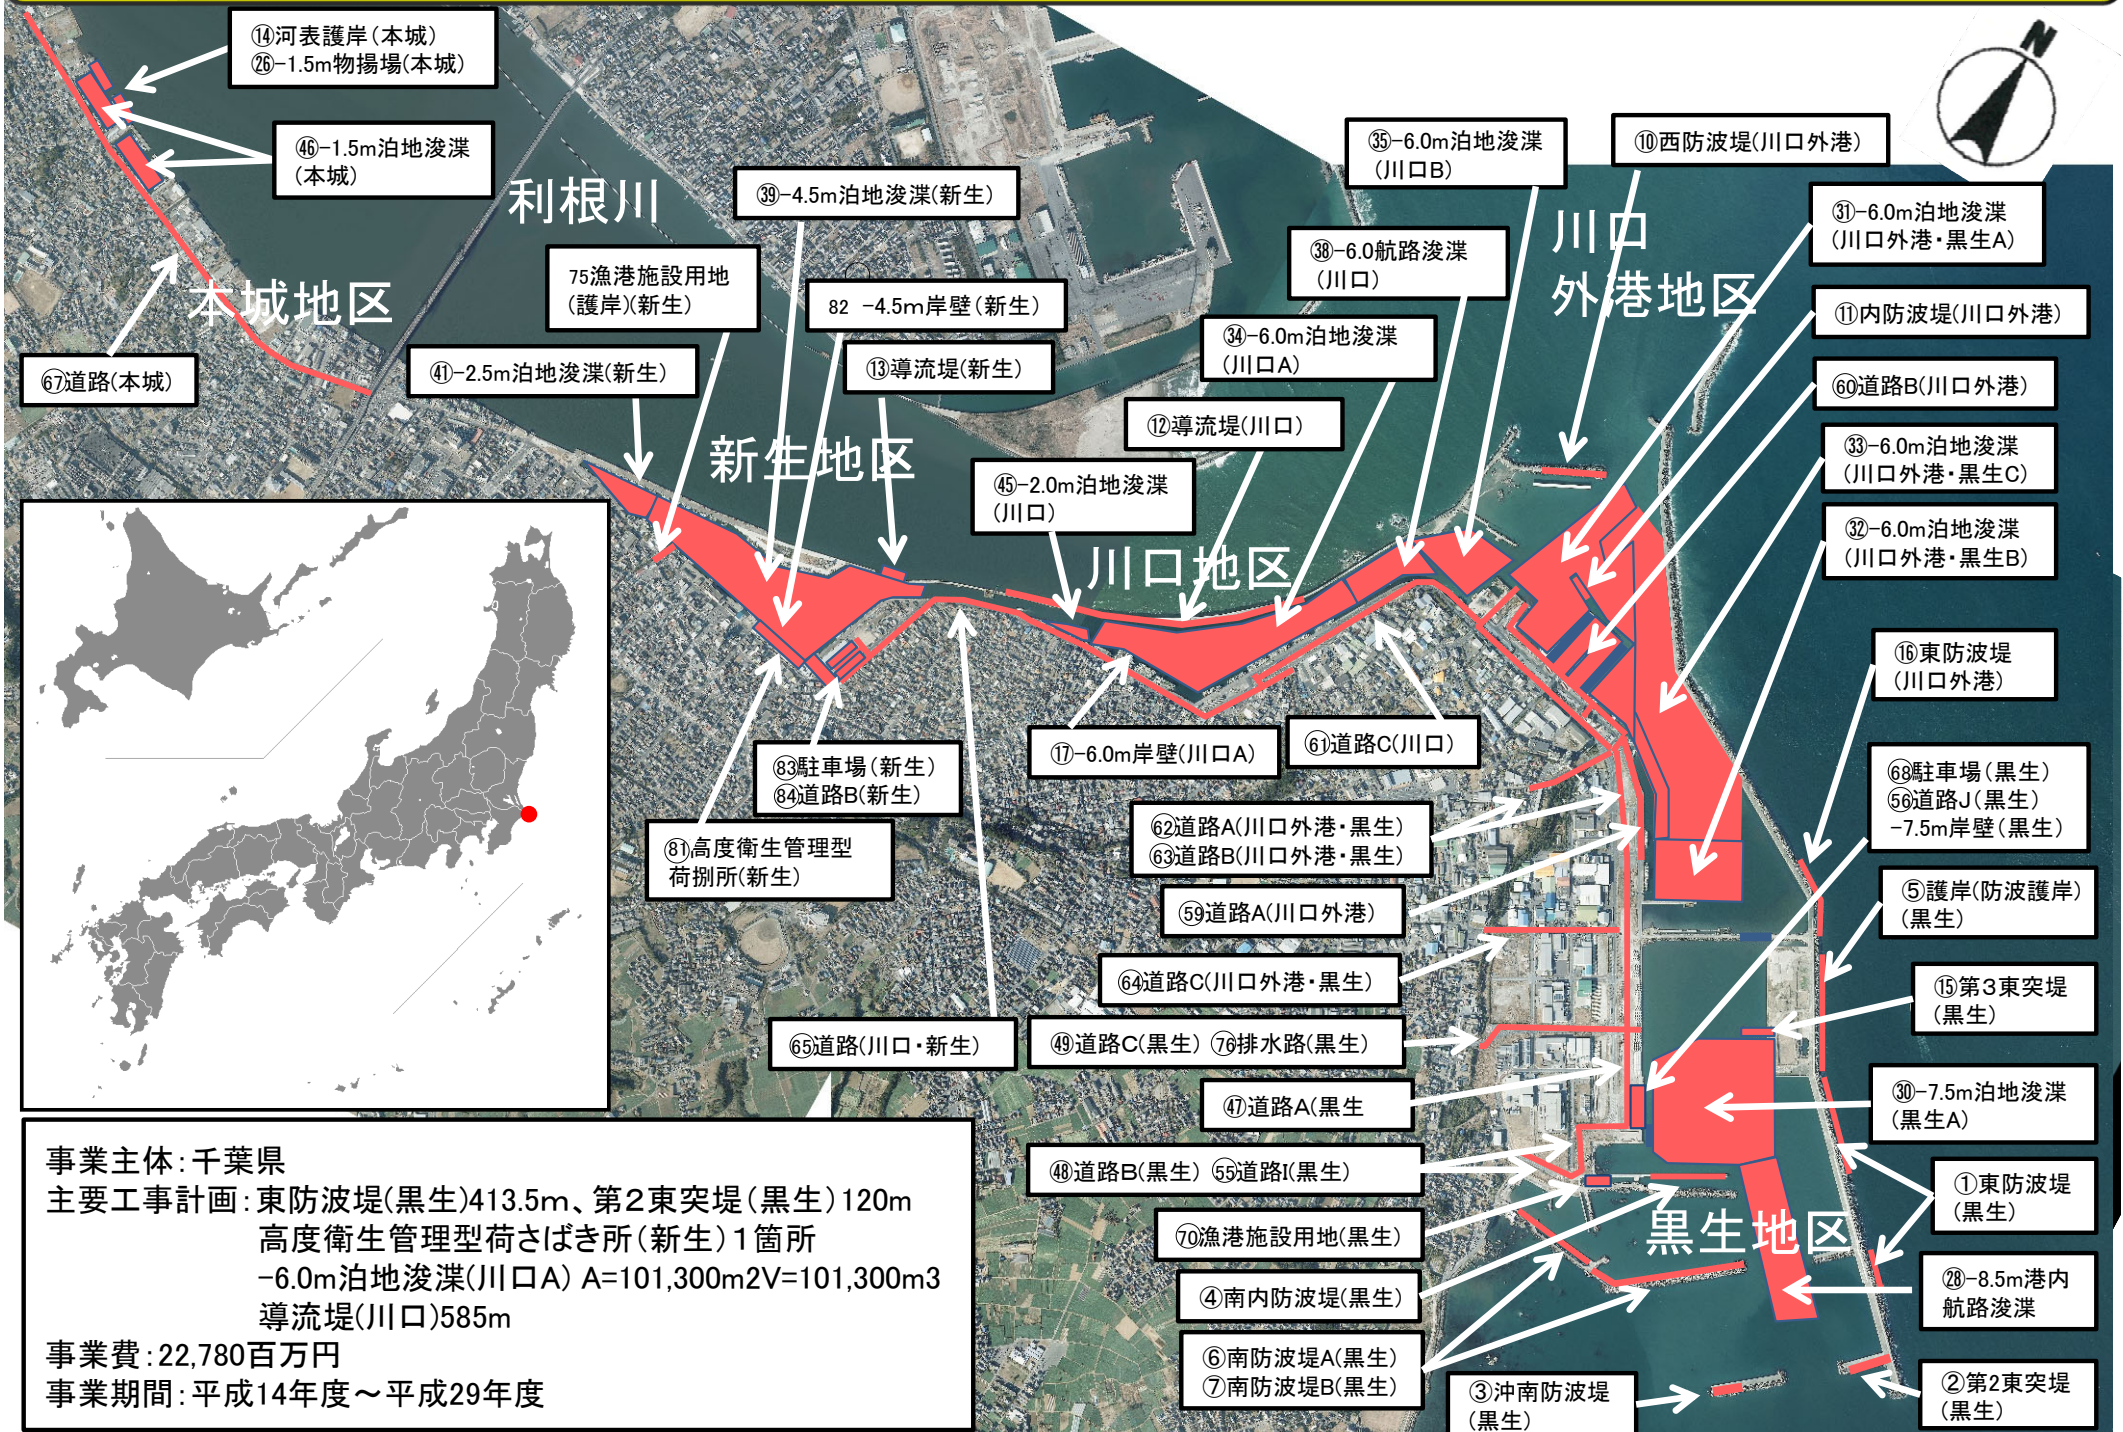 ⑭河表護岸(本城)
㉖-1.5m物揚場(本城)
㊻-1.5m泊地浚渫
(本城)
利根川
本城地区
㊴-4.5m泊地浚渫(新生)
75漁港施設用地
(護岸)(新生)
82 -4.5m岸壁(新生)
67道路(本城)
㊶-2.5m泊地浚渫(新生)
⑬導流堤(新生)
新生地区
㉟-6.0m泊地浚渫
(川口B)
⑩西防波堤(川口外港)
N
川口
外港地区
㊳-6.0航路浚渫
(川口)
㉞-6.0m泊地浚渫
(川口A)
⑫導流堤(川口)
㊺-2.0m泊地浚渫
(川口)
川口地区
㉛-6.0m泊地浚渫
(川口外港・黒生A)
⑪内防波堤(川口外港)
60道路B(川口外港)
㉝-6.0m泊地浚渫
(川口外港・黒生C)
㉜-6.0m泊地浚渫
(川口外港・黒生B)
⑯東防波堤
(川口外港)
68駐車場(黒生)
56道路J(黒生)
-7.5m岸壁(黒生)
⑤護岸(防波護岸)
(黒生)
⑮第3東突堤
(黒生)
㉚-7.5m泊地浚渫
(黒生A)
①東防波堤
(黒生)
㉘-8.5m港内
航路浚渫
②第2東突堤
(黒生)
⑰-6.0m岸壁(川口A)
61道路C(川口)
83駐車場(新生)
84道路B(新生)
81高度衛生管理型
荷捌所(新生)
62道路A(川口外港・黒生)
63道路B(川口外港・黒生)
59道路A(川口外港)
64道路C(川口外港・黒生)
65道路(川口・新生)
㊾道路C(黒生) 76排水路(黒生)
㊼道路A(黒生
㊽道路B(黒生) 55道路I(黒生)
70漁港施設用地(黒生)
黒生地区
④南内防波堤(黒生)
⑥南防波堤A(黒生)
⑦南防波堤B(黒生)
③沖南防波堤
(黒生)
事業主体:千葉県
主要工事計画:東防波堤(黒生)413.5m、第2東突堤(黒生)120m
高度衛生管理型荷さばき所(新生)1箇所
-6.0m泊地浚渫(川口A) A=101,300m2V=101,300m3
導流堤(川口)585m
事業費:22,780百万円
事業期間:平成14年度～平成29年度